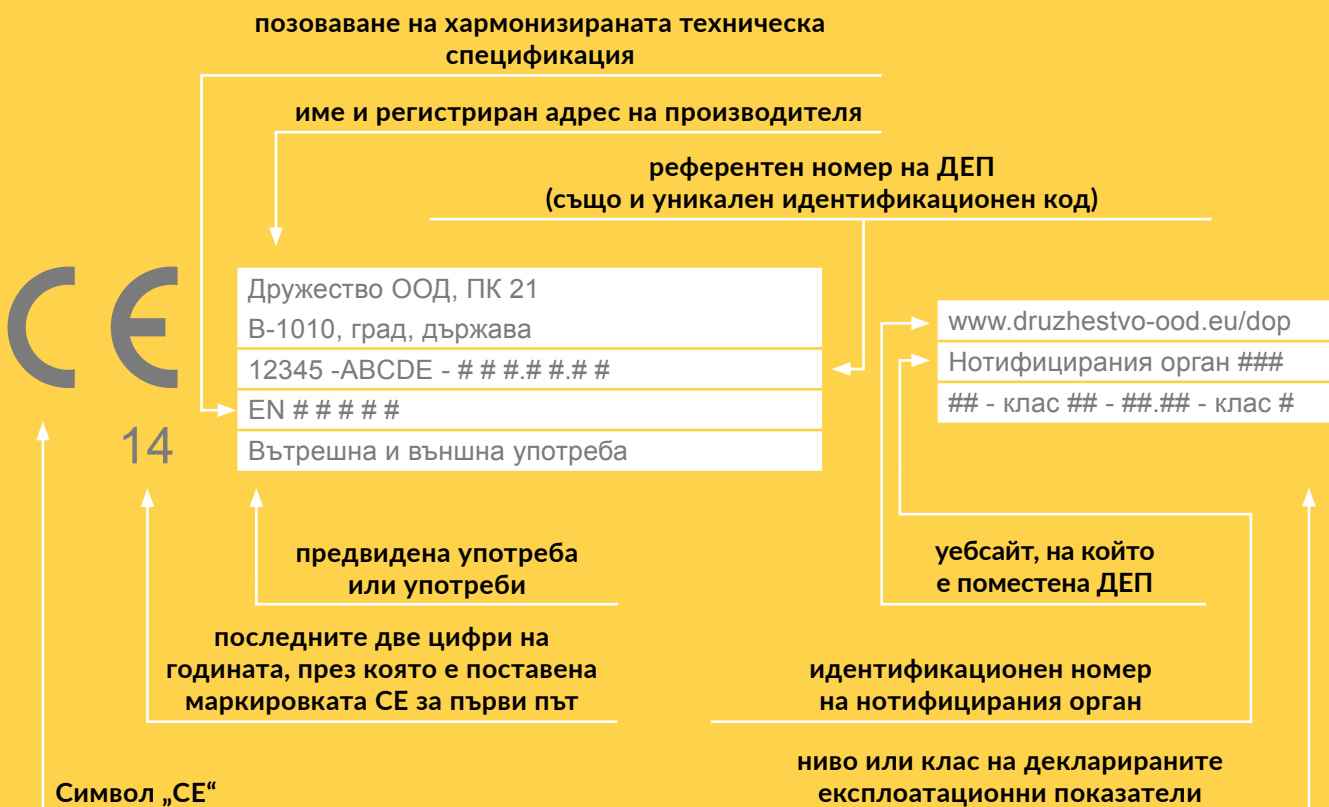 позоваване на хармонизираната техническа
спецификация
име и регистриран адрес на производителя
референтен номер на ДЕП
(също и уникален идентификационен код)
CE
14
Дружество ООД, ПК 21
B-1010, град, държава
12345 -ABCDE - # # #.# #.# #
EN # # # # #
Вътрешна и външна употреба
www.druzhestvo-ood.eu/dop
Нотифицирания орган ###
## - клас ## - ##.## - клас #
предвидена употреба
или употреби
уебсайт, на който
е поместена ДЕП
последните две цифри на
годината, през която е поставена
маркировката CE за първи път
идентификационен номер
на нотифицирания орган
Символ „CE“
ниво или клас на декларираните
експлоатационни показатели